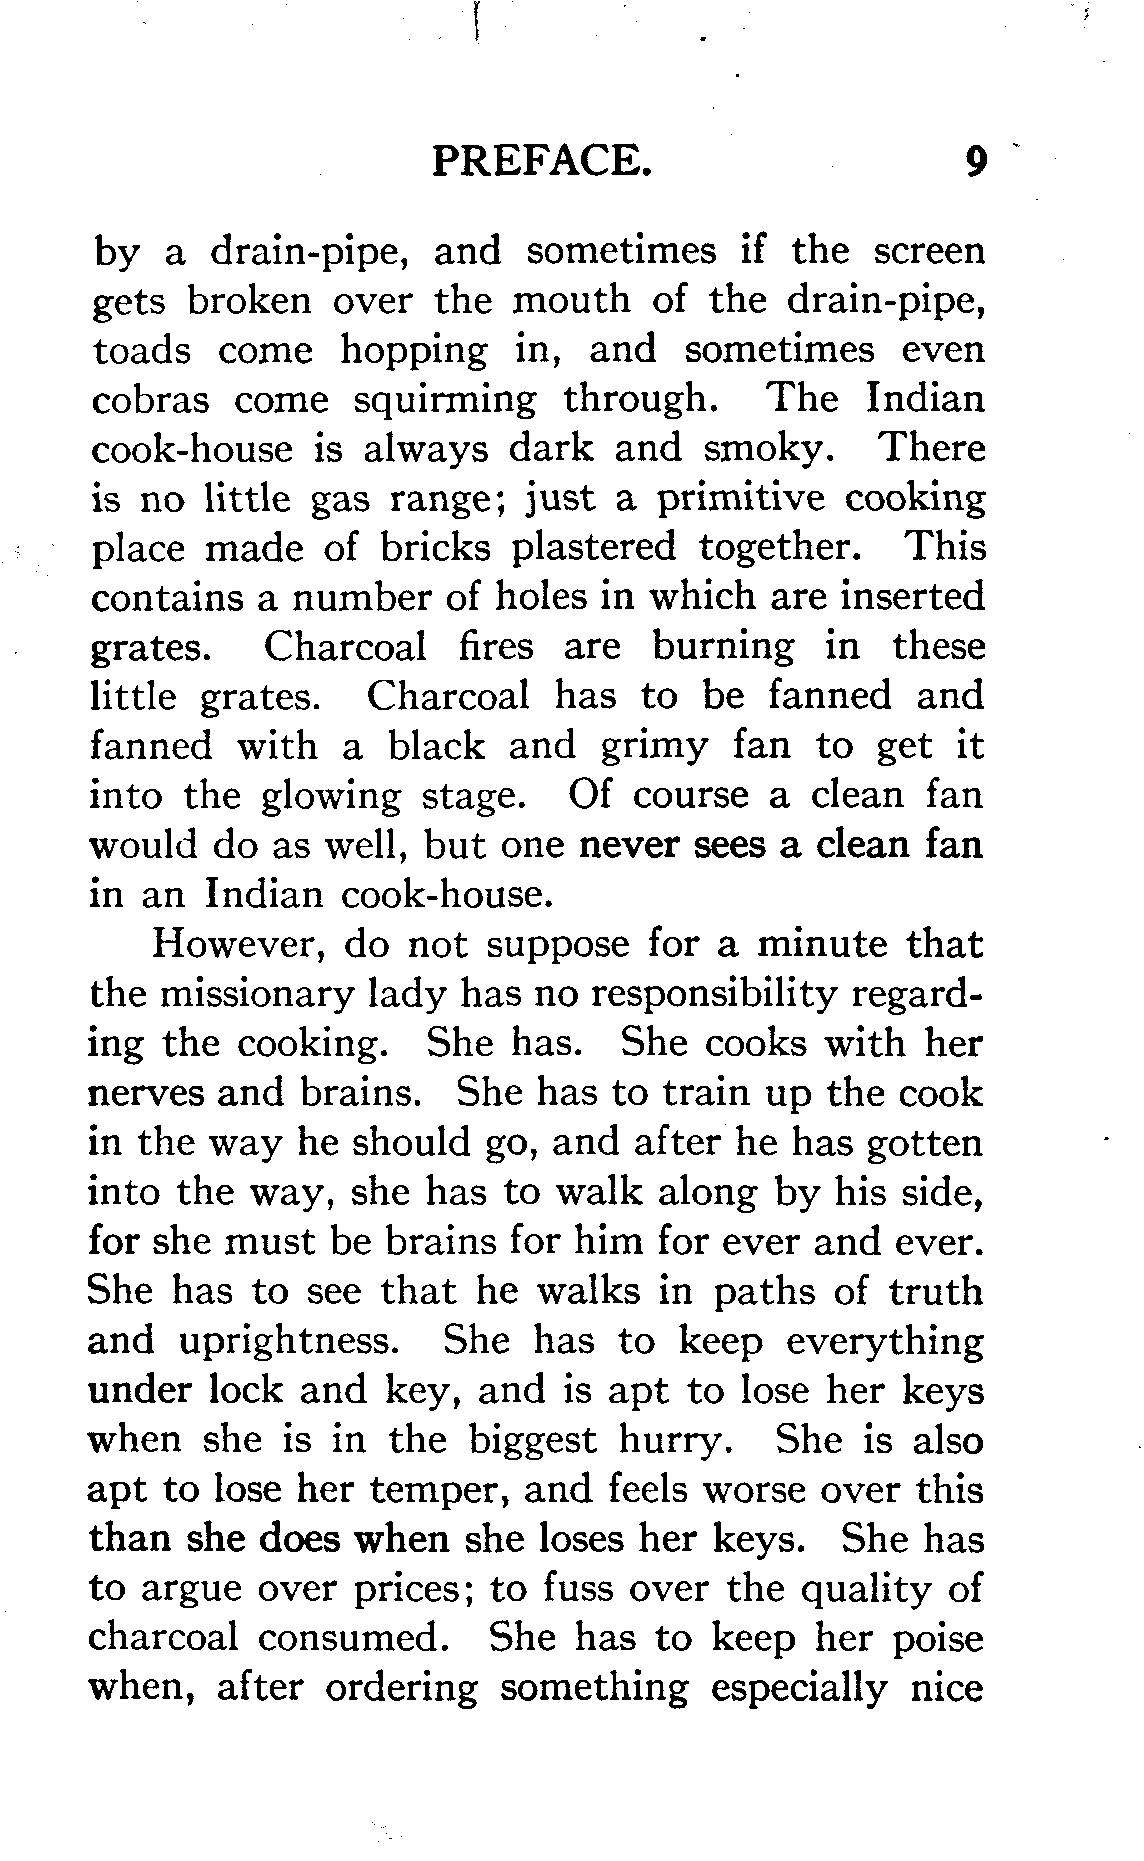 PREFACE. 9
by a drain-pipe, and sometimes if the screen
gets broken over the mouth of the drain-pipe,
toads come hopping in, and sometimes even
cobras come squirming through. The Indian
cook-house is always dark and smoky. There
is no little gas range; just a primitive cooking
place made of bricks plastered together. This
contains a number of holes in which are inserted
grates. Charcoal fires are burning in these
little grates. Charcoal has to be fanned and
fanned with a black and grimy fan to get it
into the glowing stage. Of course a clean fan
would do as well, but one never sees a clean fan
in an Indian cook-house.
However, do not suppose for a minute that
the missionary lady has no responsibility regard-
ing the cooking. She has. She cooks with her
nerves and brains. She has to train up the cook
in the way he should go, and after he has gotten
into the way, she has to walk along by his side,
for she must be brains for him for ever and ever.
She has to see that he walks in paths of truth
and uprightness. She has to keep everything
under lock and key, and is apt to lose her keys
when she is in the biggest hurry. She is also
apt to lose her temper, and feels worse over this
than she does when she loses her keys. She has
to argue over prices; to fuss over the quality of
charcoal consumed. She has to keep her poise
when, after ordering something especially nice